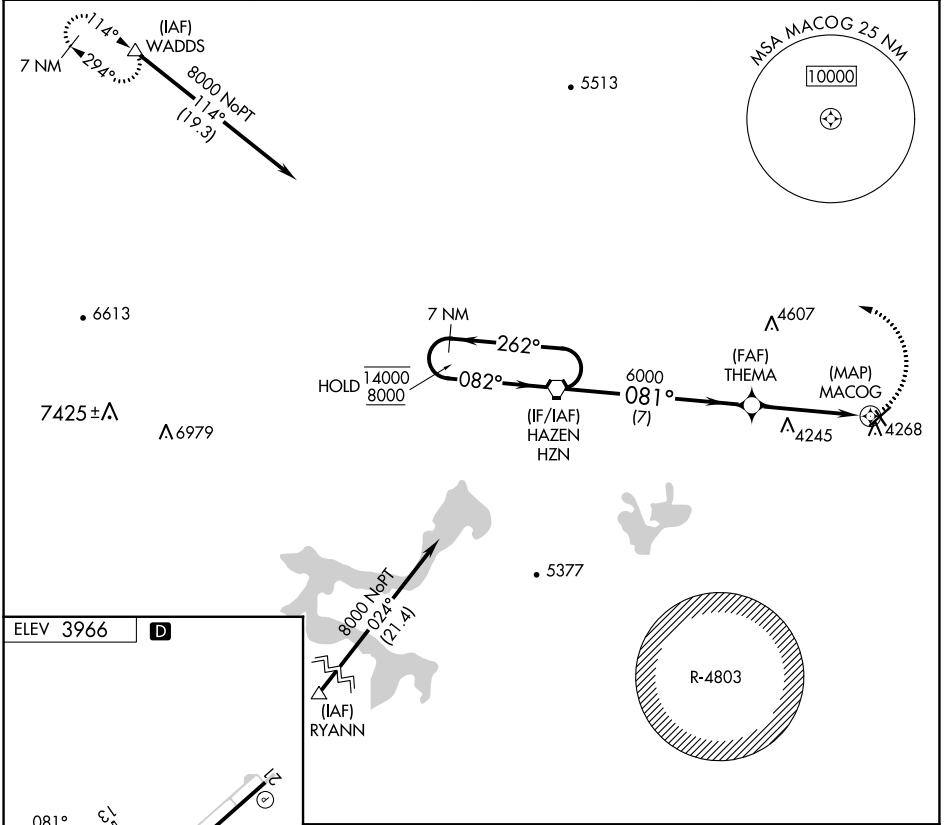 114°
(IAF)
WADDS
7 NM
294°
8000 NoPT
114°
(19.3)
5513
MSA MACOG 25 NM
10000
6613
7425±
6979
7 NM
262°
HOLD 14000
8000
082°
(IF/IAF)
HAZEN
HZN
6000
081°
(7)
(FAF)
THEMA
4607
(MAP)
MACOG
4245
4268
8000 NoPT
024°
(21.4)
(IAF)
RYANN
5377
R-4803
ELEV 3966 D
21
P
081°
13